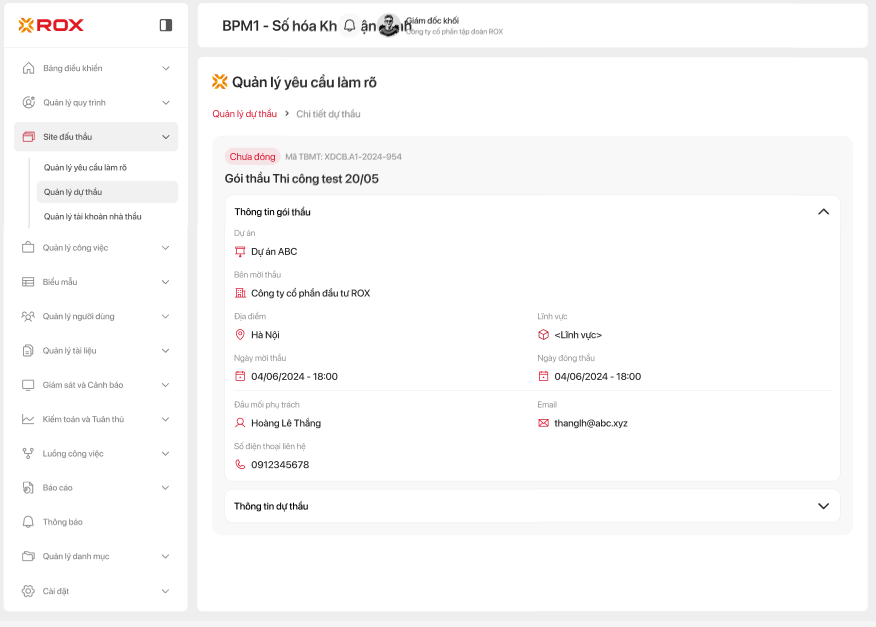 ROX
Bảng điều khiển
Quản lý quy trình
Site đấu thầu
Quản lý yêu cầu làm rõ
Quản lý dự thầu
Quản lý tài khoản nhà thầu
Quản lý công việc
Biểu mẫu
Quản lý người dùng
Quản lý tài liệu
Giám sát và Cảnh báo
Kiểm toán và Tuân thủ
Luồng công việc
Báo cáo
Thông báo
Quản lý danh mục
Cài đặt
BPM1 - Số hóa Kh
Giám đốc khối
Công ty cổ phần tập đoàn ROX
Quản lý yêu cầu làm rõ
Quản lý dự thầu > Chi tiết dự thầu
Chưa đóng Mã TBMT: XDCB.A1-2024-954
Gói thầu Thi công test 20/05
Thông tin gói thầu
Dự án
Dự án ABC
Bên mời thầu
Công ty cổ phần đầu tư ROX
Địa điểm Lĩnh vực
Hà Nội <Lĩnh vực>
Ngày mời thầu Ngày đóng thầu
04/06/2024 - 18:00 04/06/2024 - 18:00
Đầu mối phụ trách Email
Hoàng Lê Thắng thanglh@abc.xyz
Số điện thoại liên hệ
0912345678
Thông tin dự thầu